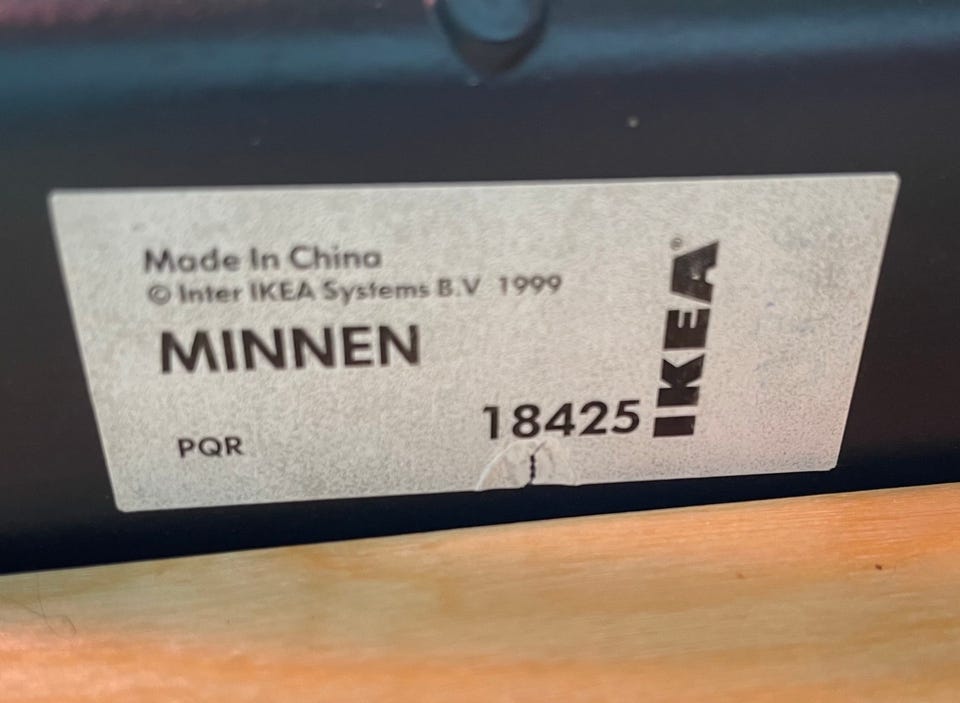 Made In China
© Inter IKEA Systems B.V 1999
MINNEN
18425
PQR
IKEA®